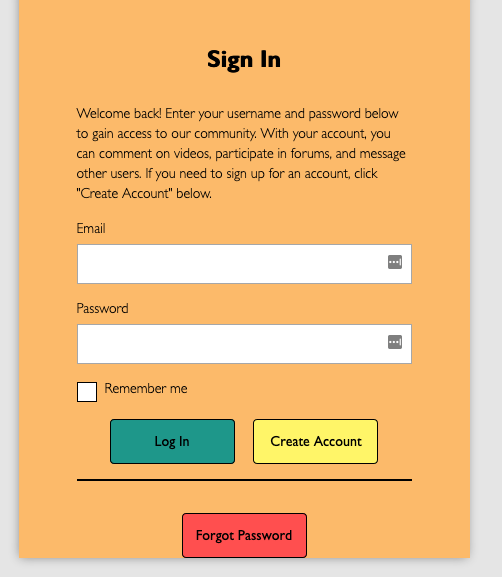 Sign In
Welcome back! Enter your username and password below
to gain access to our community. With your account, you
can comment on videos, participate in forums, and message
other users. If you need to sign up for an account, click
"Create Account" below.
Email
Password
Remember me
Log In
Create Account
Forgot Password